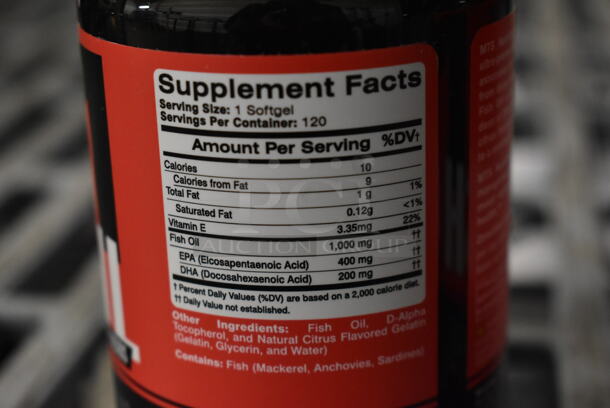 Supplement Facts
Serving Size: 1 Softgel
Servings Per Container: 120
Amount Per Serving %DV†
Calories 10
Calories from Fat 9
Total Fat 1 g 1%
Saturated Fat 0.12g <1%
Vitamin E 3.35mg 22%
Fish Oil 1,000 mg ††
EPA (Eicosapentaenoic Acid) 400 mg ††
DHA (Docosahexaenoic Acid) 200 mg ††
† Percent Daily Values (%DV) are based on a 2,000 calorie diet.
†† Daily Value not established.
Other Ingredients: Fish Oil, D-Alpha
Tocopherol, and Natural Citrus Flavored Gelatin
(Gelatin, Glycerin, and Water)
Contains: Fish (Mackerel, Anchovies, Sardines)
PCI
AUCTION GROUP
MTS